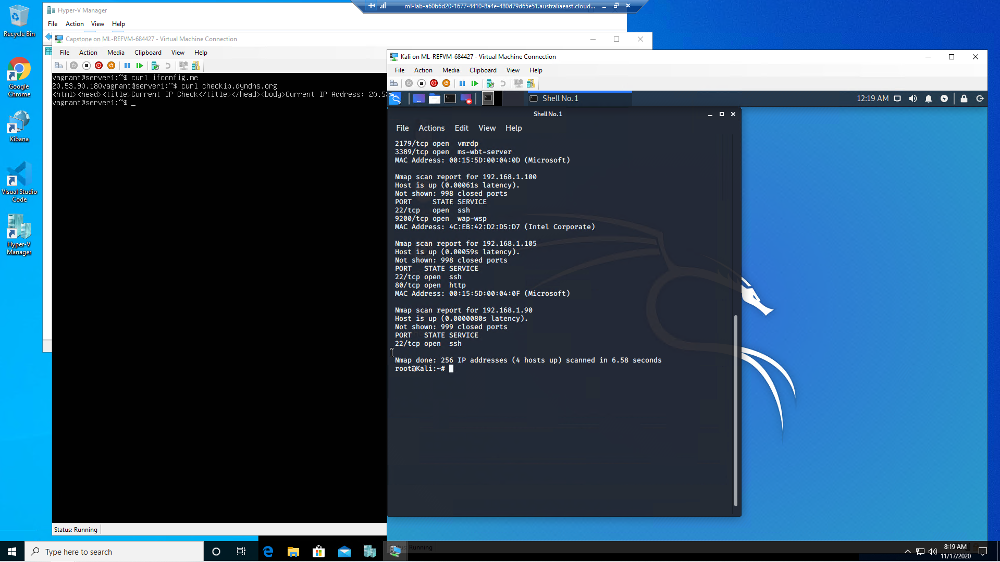 Recycle Bin
Google Chrome
Kibana
Visual Studio Code
Hyper-V Manager
Hyper-V Manager
File Action View Help
ml-lab-a60b6d20-1677-4410-8a4e-480d79d65e51.australiaeast.cloud...
Capstone on ML-REFVM-684427 - Virtual Machine Connection
File Action Media Clipboard View Help
vagrant@server1:~$ curl ifconfig.me
20.53.90.180vagrant@server1:~$ curl checkip.dyndns.org
<html><head><title>Current IP Check</title></head><body>Current IP Address: 20.53
vagrant@server1:~$ _
Status: Running
Kali on ML-REFVM-684427 - Virtual Machine Connection
File Action Media Clipboard View Help
Shell No. 1
12:19 AM
Shell No.1
File Actions Edit View Help
2179/tcp open vmrdp
3389/tcp open ms-wbt-server
MAC Address: 00:15:5D:00:04:0D (Microsoft)
Nmap scan report for 192.168.1.100
Host is up (0.00061s latency).
Not shown: 998 closed ports
PORT STATE SERVICE
22/tcp open ssh
9200/tcp open wap-wsp
MAC Address: 4C:EB:42:D2:D5:D7 (Intel Corporate)
Nmap scan report for 192.168.1.105
Host is up (0.00059s latency).
Not shown: 998 closed ports
PORT STATE SERVICE
22/tcp open ssh
80/tcp open http
MAC Address: 00:15:5D:00:04:0F (Microsoft)
Nmap scan report for 192.168.1.90
Host is up (0.0000080s latency).
Not shown: 999 closed ports
PORT STATE SERVICE
22/tcp open ssh
Nmap done: 256 IP addresses (4 hosts up) scanned in 6.58 seconds
root@Kali:~#
Type here to search
Running
8:19 AM
11/17/2020